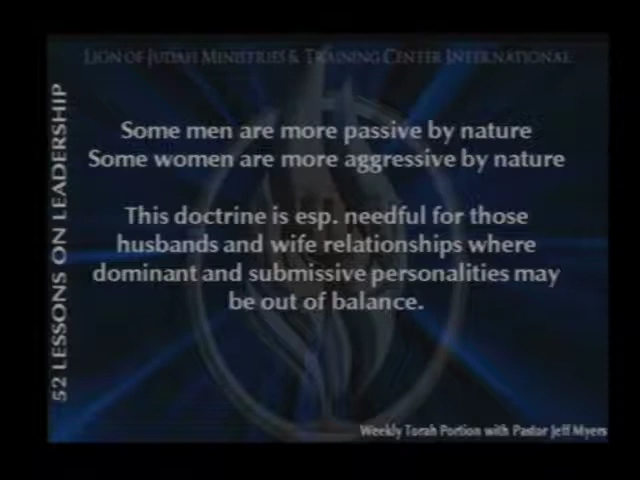 LION OF JUDAH MINISTRIES & TRAINING CENTER INTERNATIONAL
52 LESSONS ON LEADERSHIP
Some men are more passive by nature
Some women are more aggressive by nature
This doctrine is esp. needful for those
husbands and wife relationships where
dominant and submissive personalities may
be out of balance.
Weekly Torah Portion with Pastor Jeff Myers